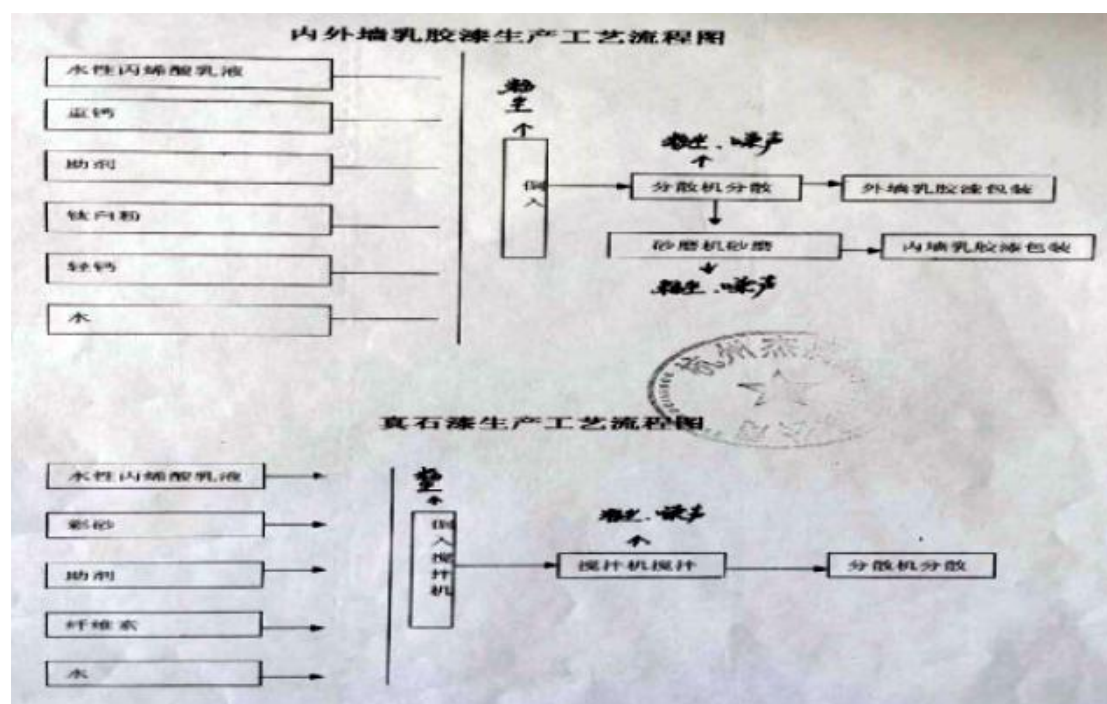 内外墙乳胶漆生产工艺流程图
水性丙烯酸乳液
粉尘
重钙
助剂
钛白粉
轻钙
水
倒入
粉尘、噪声
分散机分散
外墙乳胶漆包装
砂磨机砂磨
内墙乳胶漆包装
粉尘、噪声
杭州杰
真石漆生产工艺流程图
水性丙烯酸乳液
彩砂
助剂
纤维素
水
粉尘
倒入搅拌机
粉尘、噪声
搅拌机搅拌
分散机分散